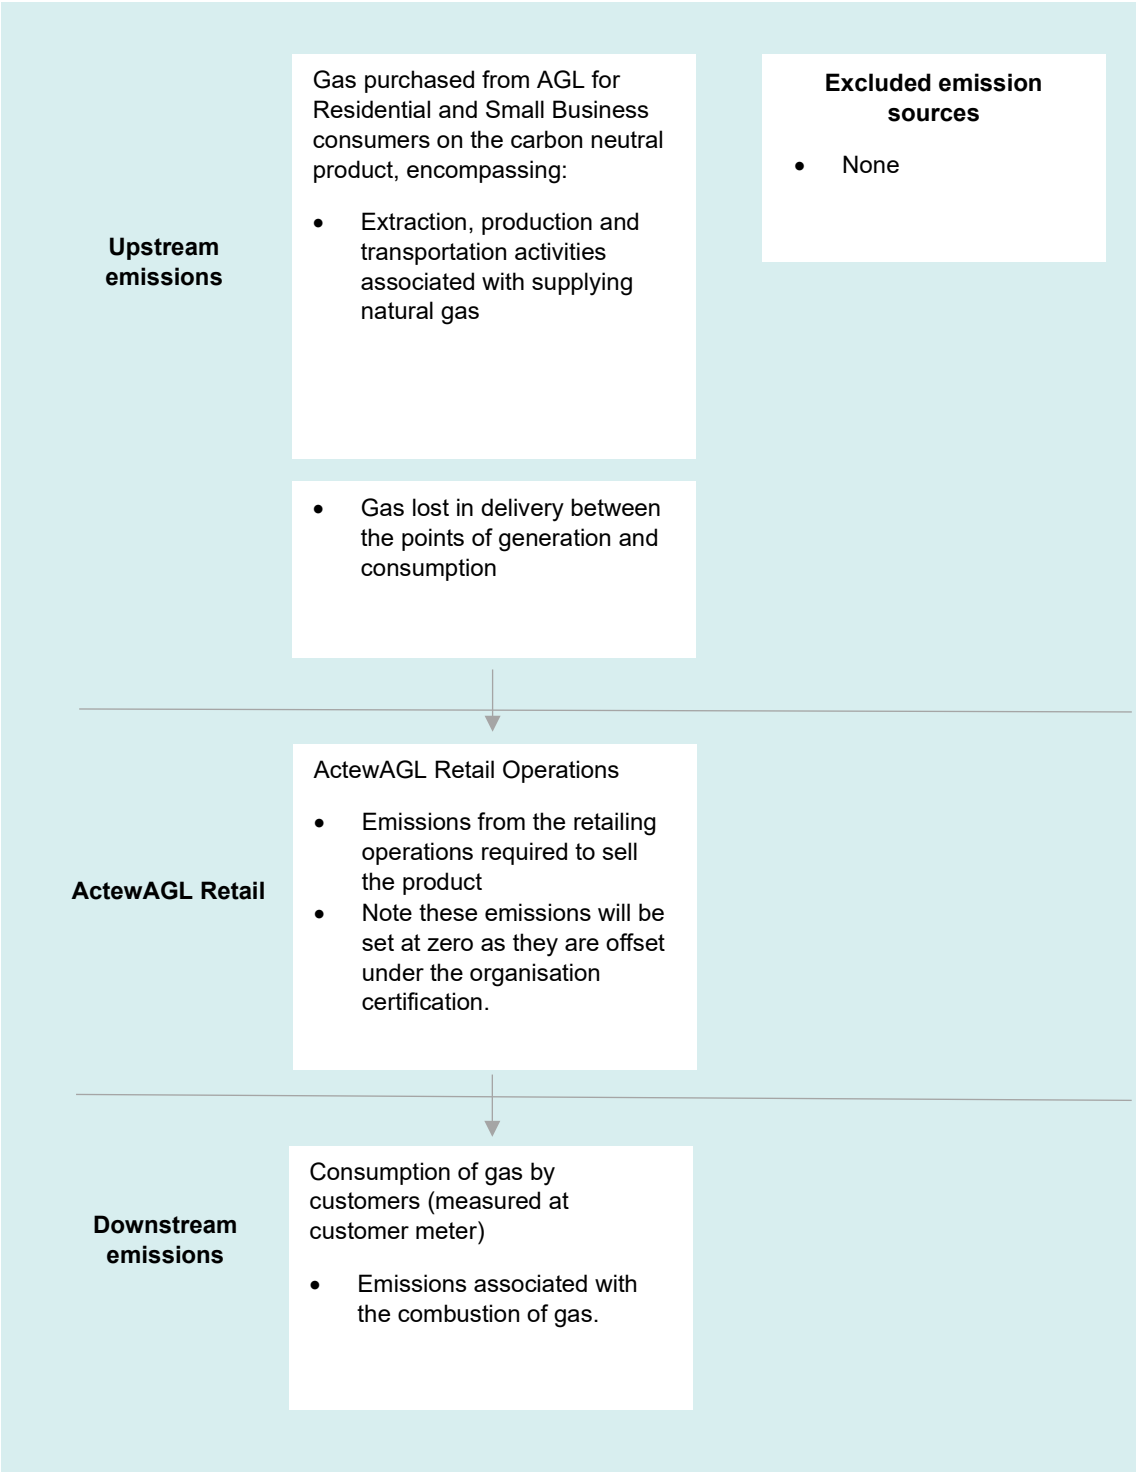 Upstream
emissions
Gas purchased from AGL for
Residential and Small Business
consumers on the carbon neutral
product, encompassing:
• Extraction, production and
transportation activities
associated with supplying
natural gas
Excluded emission
sources
• None
• Gas lost in delivery between
the points of generation and
consumption
ActewAGL Retail
ActewAGL Retail Operations
• Emissions from the retailing
operations required to sell
the product
• Note these emissions will be
set at zero as they are offset
under the organisation
certification.
Downstream
emissions
Consumption of gas by
customers (measured at
customer meter)
• Emissions associated with
the combustion of gas.